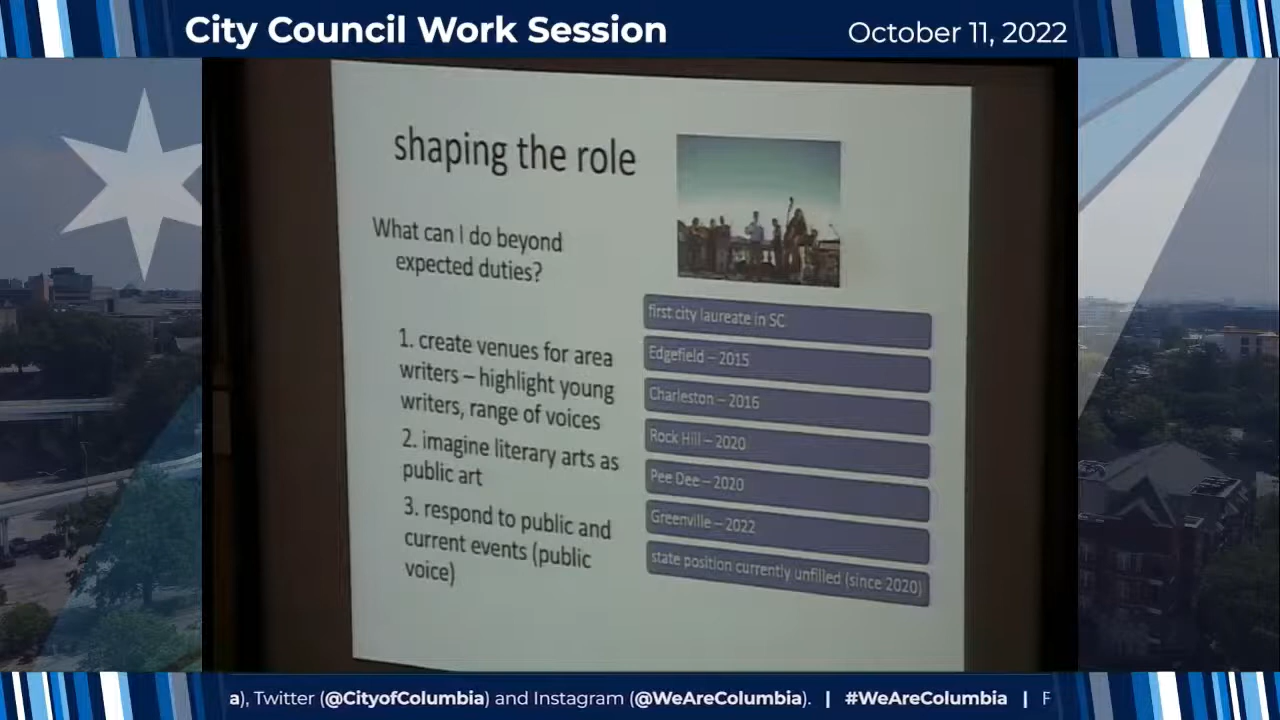 City Council Work Session
October 11, 2022
shaping the role
What can I do beyond
expected duties?
1. create venues for area
writers – highlight young
writers, range of voices
2. imagine literary arts as
public art
3. respond to public and
current events (public
voice)
first city laureate in SC
Edgefield – 2015
Charleston – 2016
Rock Hill – 2020
Pee Dee – 2020
Greenville – 2022
state position currently unfilled (since 2020)
a), Twitter (@CityofColumbia) and Instagram (@WeAreColumbia). | #WeAreColumbia | F